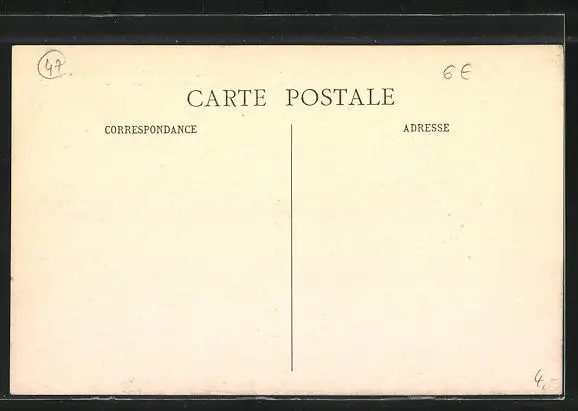 47
6€
CARTE POSTALE
CORRESPONDANCE
ADRESSE
4,-